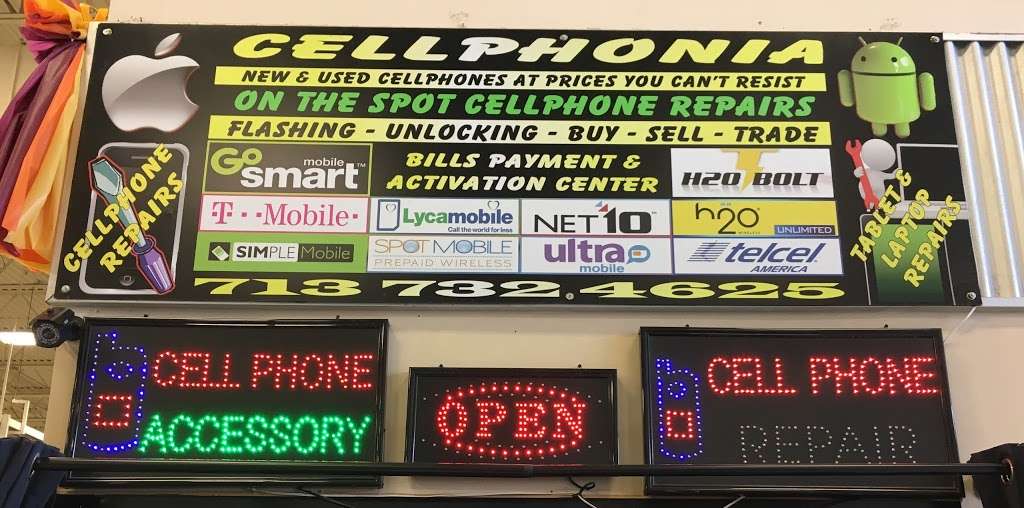 CELLPHONIA
NEW & USED CELLPHONES AT PRICES YOU CAN'T RESIST
ON THE SPOT CELLPHONE REPAIRS
FLASHING - UNLOCKING - BUY - SELL - TRADE
CELLPHONE
REPAIRS
GO mobile
smart™
BILLS PAYMENT &
ACTIVATION CENTER
H2O BOLT
TABLET &
LAPTOP
REPAIRS
T··Mobile·
Lycamobile
Call the world for less
NET10
h2o
WIRELESS
UNLIMITED
SIMPLE Mobile
SPOT MOBILE
PREPAID WIRELESS
ultra
mobile
telcel
AMERICA
713 732.4625
CELL PHONE
ACCESSORY
OPEN
CELL PHONE
REPAIR